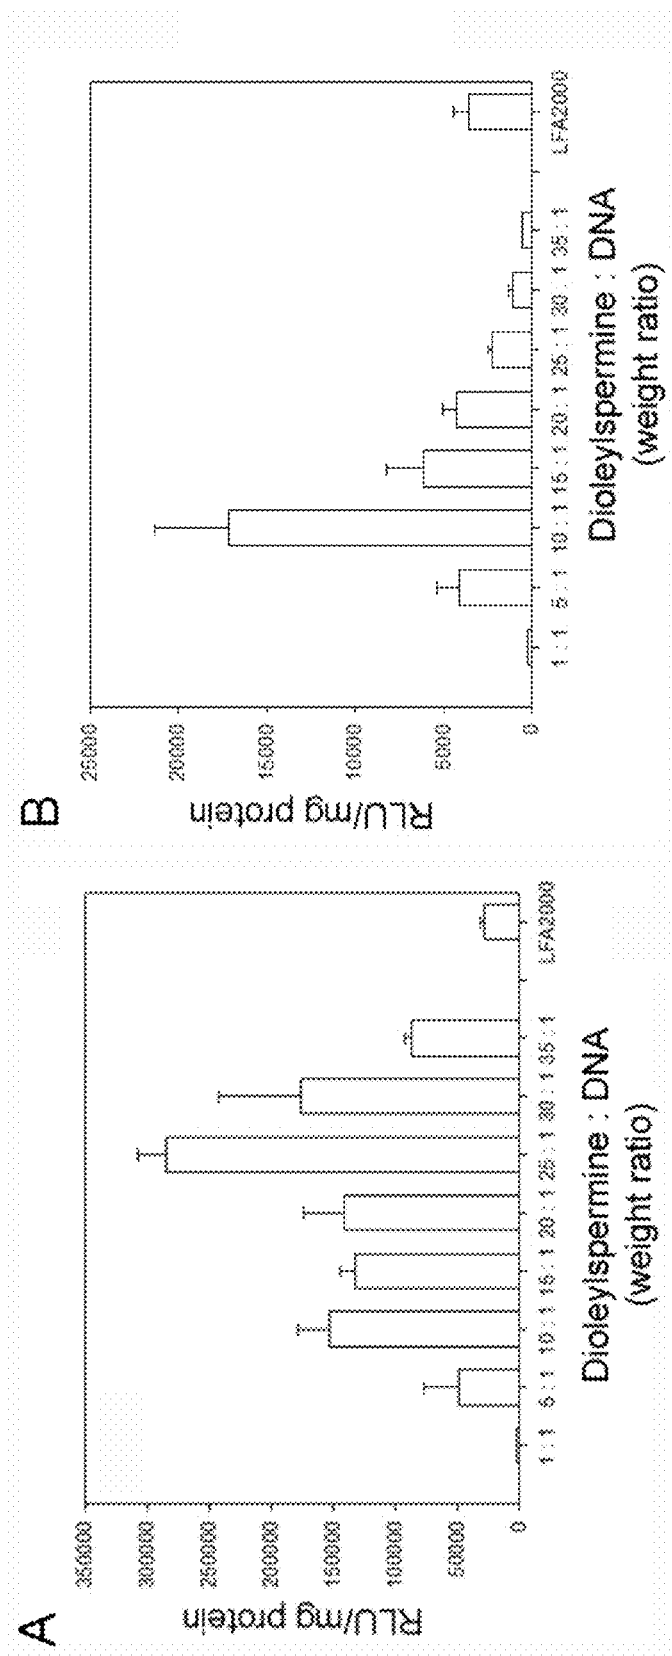 A
RLU/mg protein
350000
300000
250000
200000
150000
100000
50000
0
1 : 1 5 : 1 10 : 1 15 : 1 20 : 1 25 : 1 30 : 1 35 : 1 LFA2000
Dioleylspermine : DNA
(weight ratio)
B
RLU/mg protein
25000
20000
15000
10000
5000
0
1 : 1 5 : 1 10 : 1 15 : 1 20 : 1 25 : 1 30 : 1 35 : 1 LFA2000
Dioleylspermine : DNA
(weight ratio)